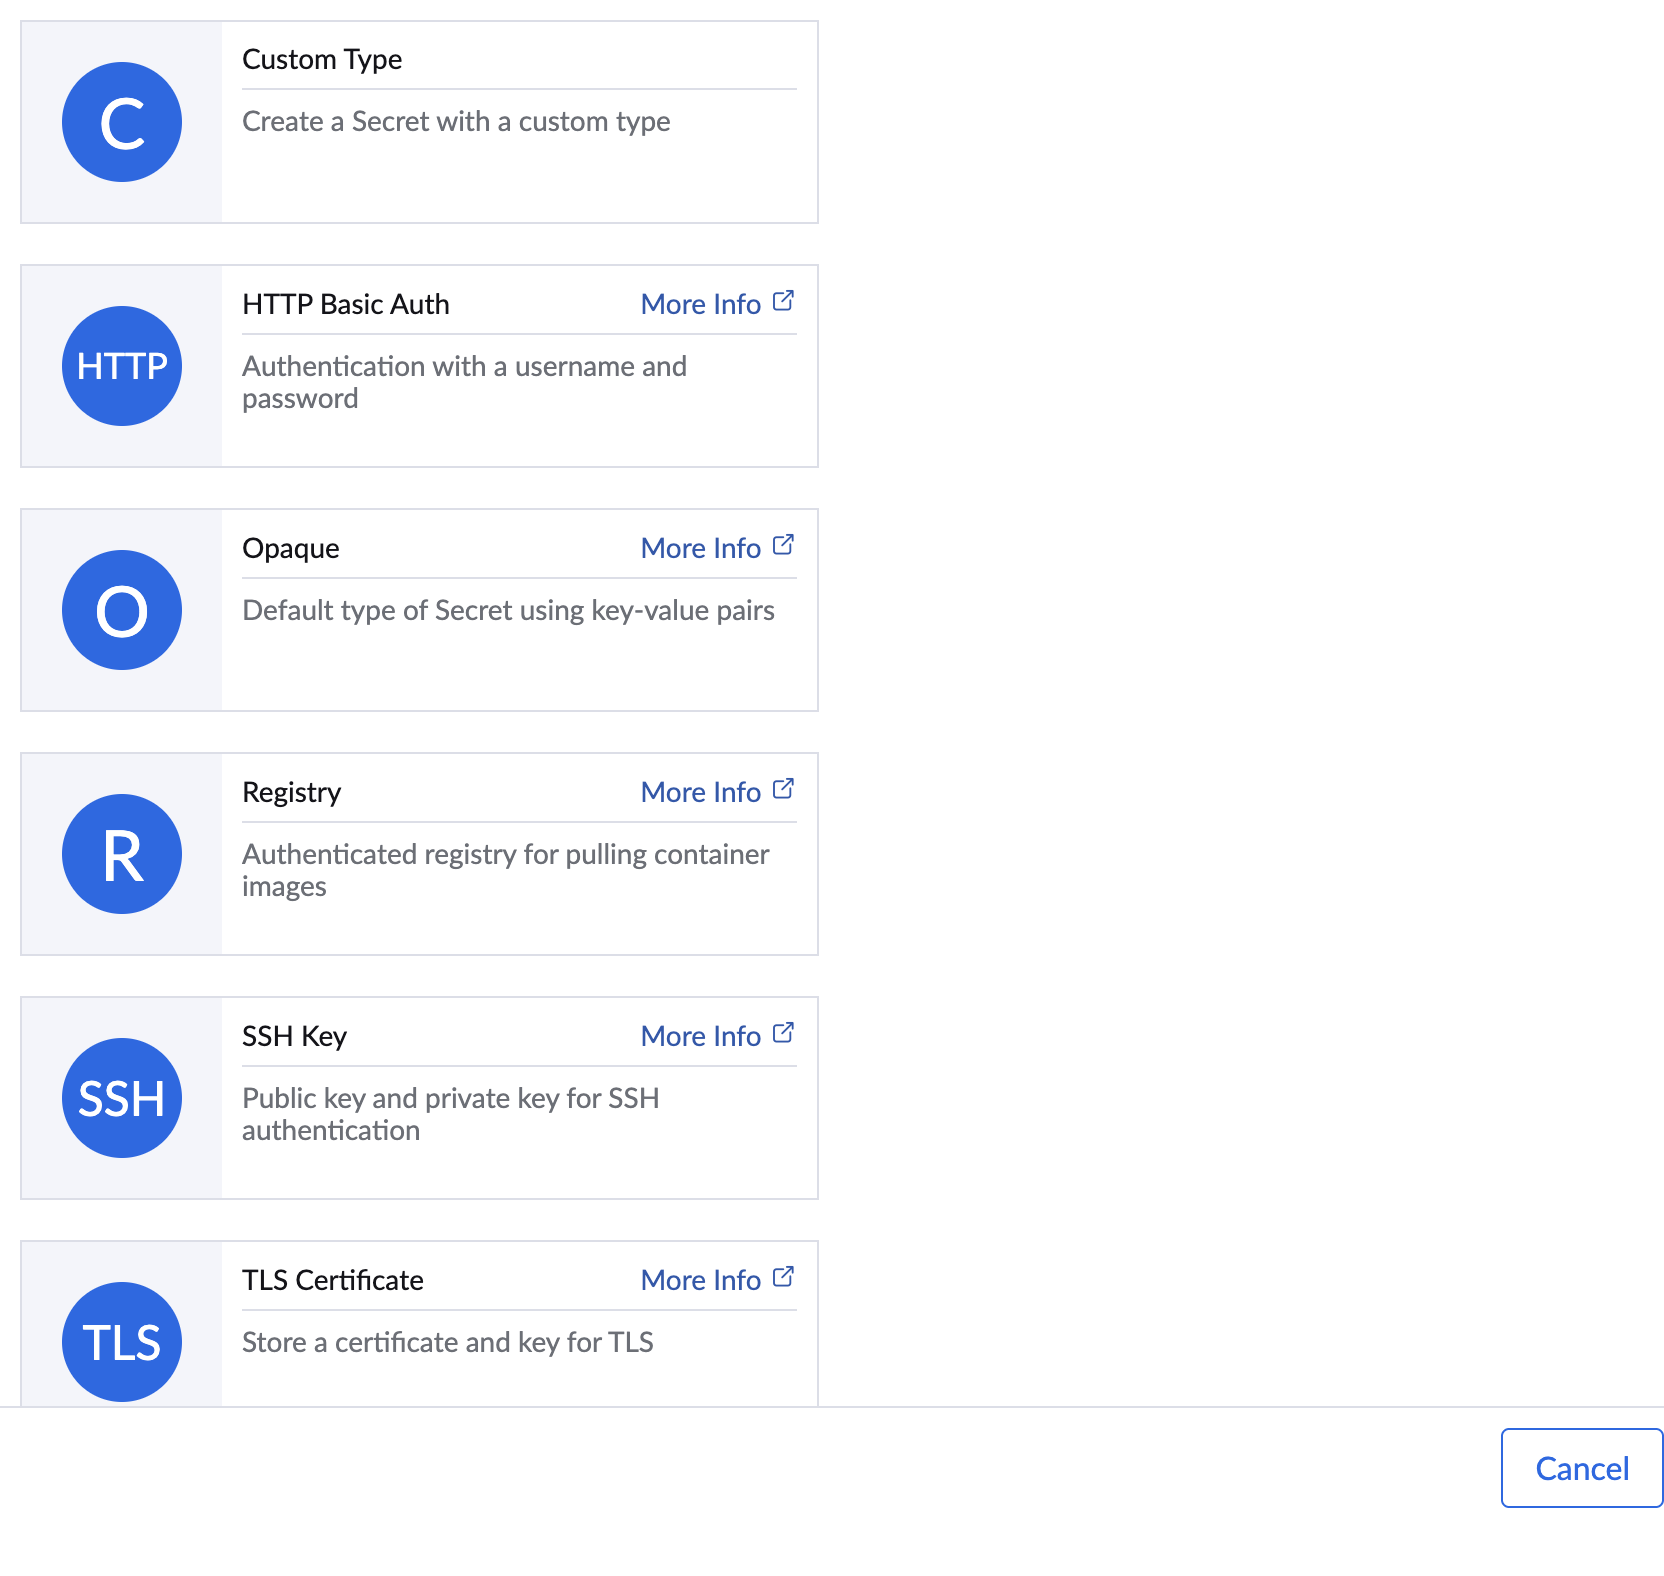 C
Custom Type
Create a Secret with a custom type
HTTP
HTTP Basic Auth
More Info
Authentication with a username and
password
O
Opaque
More Info
Default type of Secret using key-value pairs
R
Registry
More Info
Authenticated registry for pulling container
images
SSH
SSH Key
More Info
Public key and private key for SSH
authentication
TLS
TLS Certificate
More Info
Store a certificate and key for TLS
Cancel